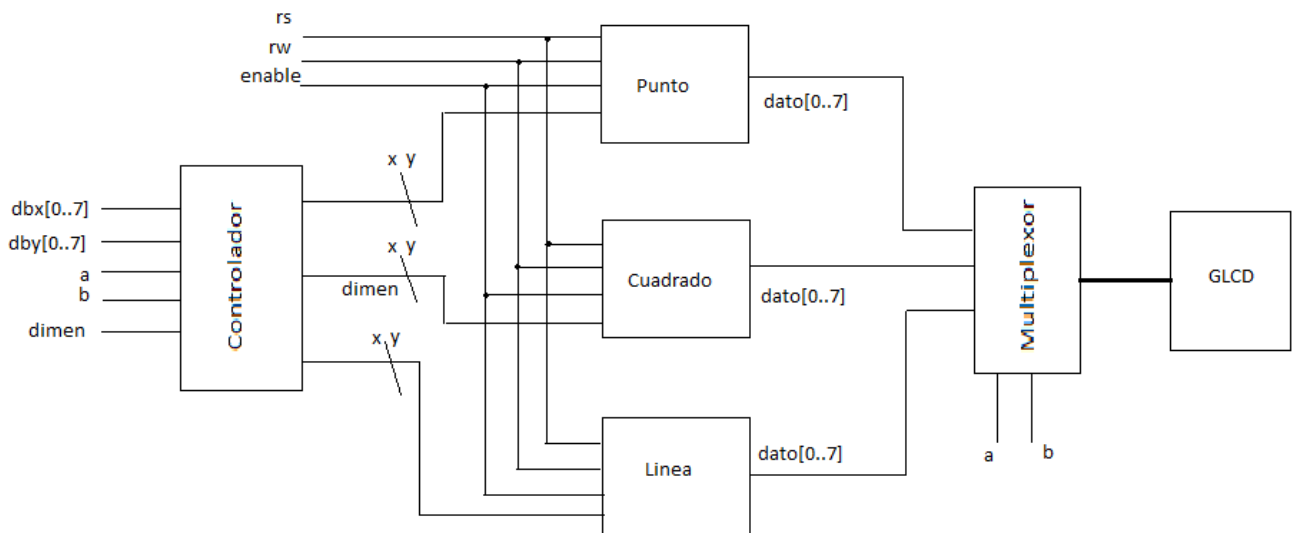 rs
rw
enable
Punto
dato[0..7]
x y
dbx[0..7]
dby[0..7]
a
b
dimen
Controlador
x y
dimen
x y
Cuadrado
dato[0..7]
Linea
dato[0..7]
Multiplexor
a
b
GLCD